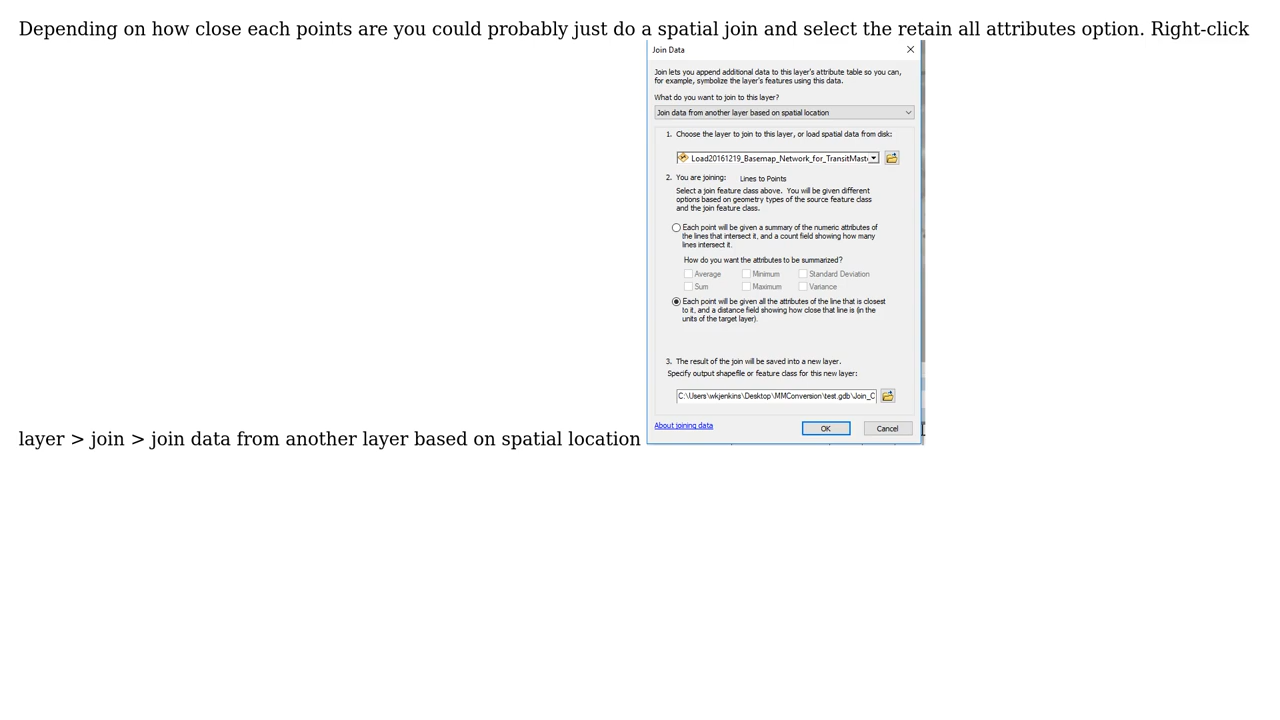 Depending on how close each points are you could probably just do a spatial join and select the retain all attributes option. Right-click
Join Data
Join lets you append additional data to this layer's attribute table so you can,
for example, symbolize the layer's features using this data.
What do you want to join to this layer?
Join data from another layer based on spatial location
1. Choose the layer to join to this layer, or load spatial data from disk:
Load20161219_Basemap_Network_for_TransitMaste
2. You are joining: Lines to Points
Select a join feature class above. You will be given different
options based on geometry types of the source feature class
and the join feature class.
Each point will be given a summary of the numeric attributes of
the lines that intersect it, and a count field showing how many
lines intersect it.
How do you want the attributes to be summarized?
Average Minimum Standard Deviation
Sum Maximum Variance
Each point will be given all the attributes of the line that is closest
to it, and a distance field showing how close that line is (in the
units of the target layer).
3. The result of the join will be saved into a new layer.
Specify output shapefile or feature class for this new layer:
C:\Users\wkjenkins\Desktop\MMConversion\test.gdb\Join_O
About joining data OK Cancel
layer > join > join data from another layer based on spatial location